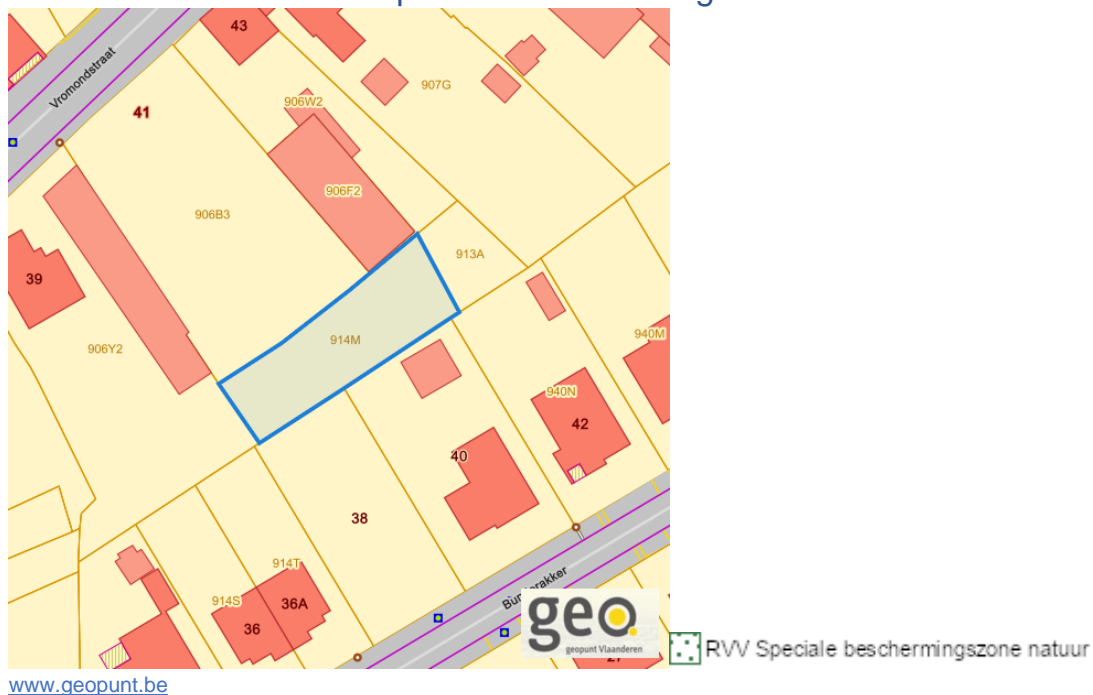 43
Vromondstraat
41
906W2
907G
906F2
906B3
913A
39
914M
906Y2
940M
940N
42
40
38
914T
914S
36A
36
geo
geopunt Vlaanderen
RVV Speciale beschermingszone natuur
www.geopunt.be